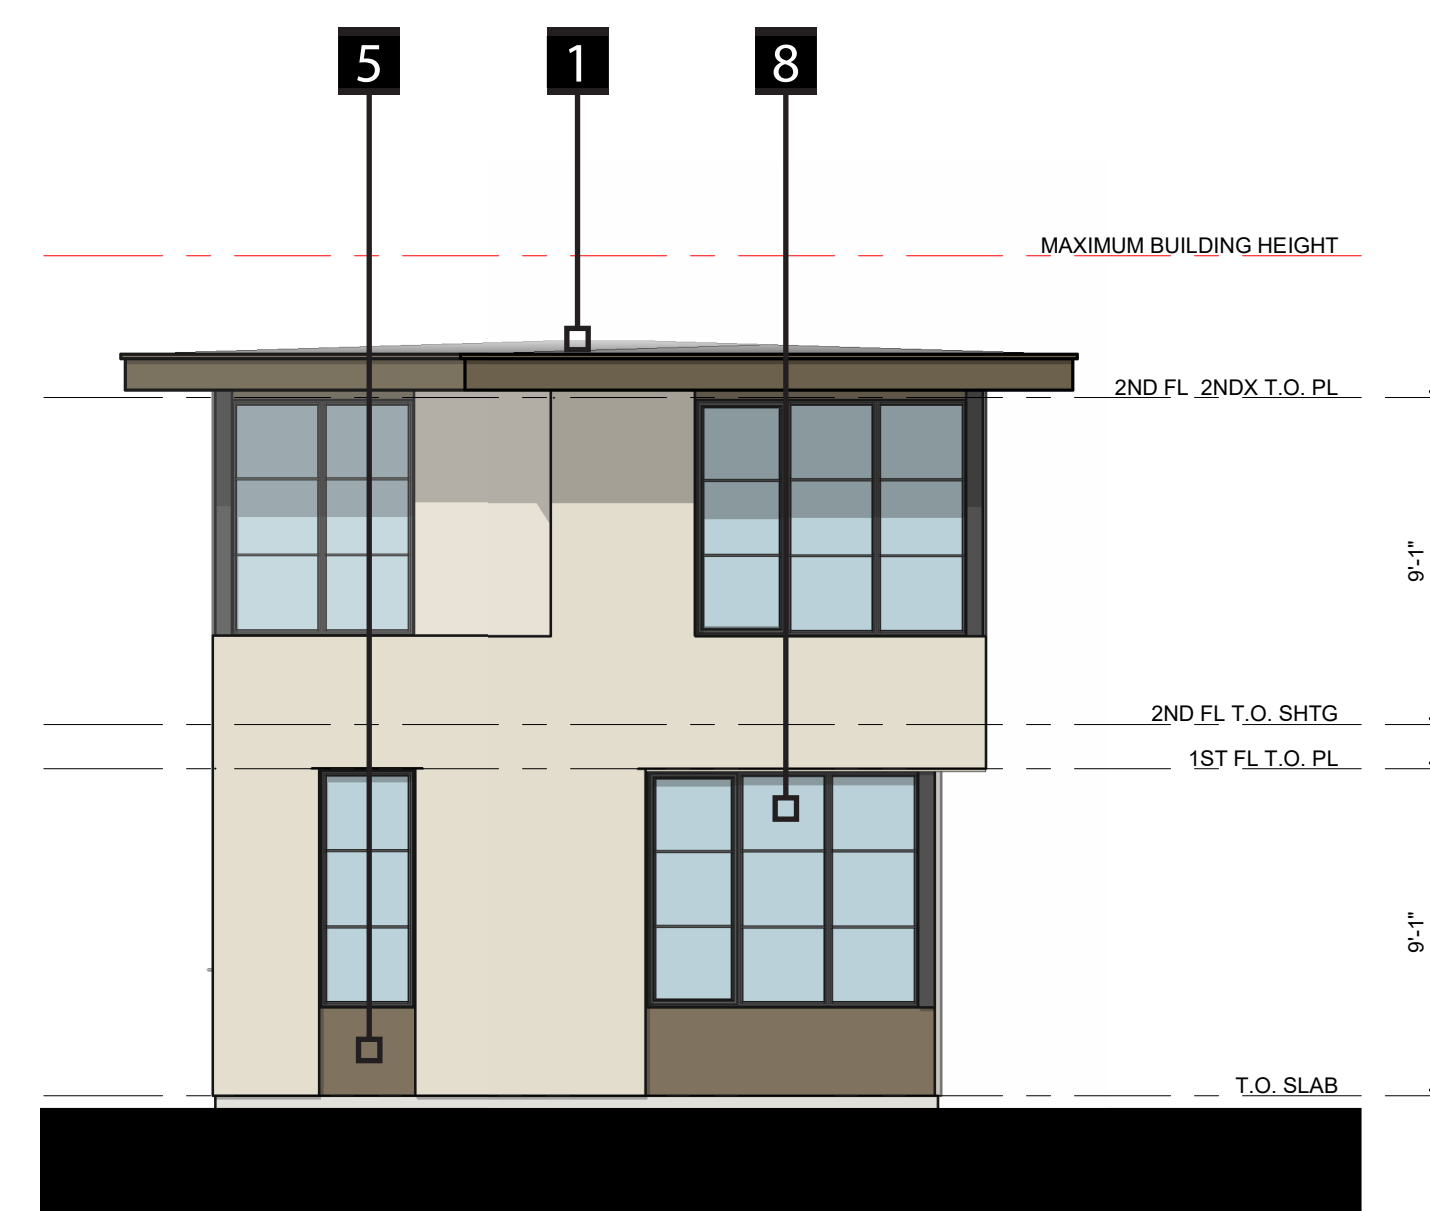 5 1 8
MAXIMUM BUILDING HEIGHT
2ND FL 2NDX T.O. PL
9'-1"
2ND FL T.O. SHTG
1ST FL T.O. PL
9'-1"
T.O. SLAB